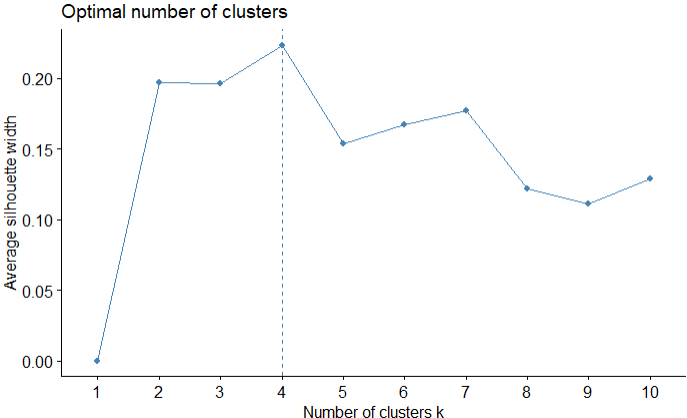 Optimal number of clusters
Average silhouette width
0.20
0.15
0.10
0.05
0.00
1 2 3 4 5 6 7 8 9 10
Number of clusters k